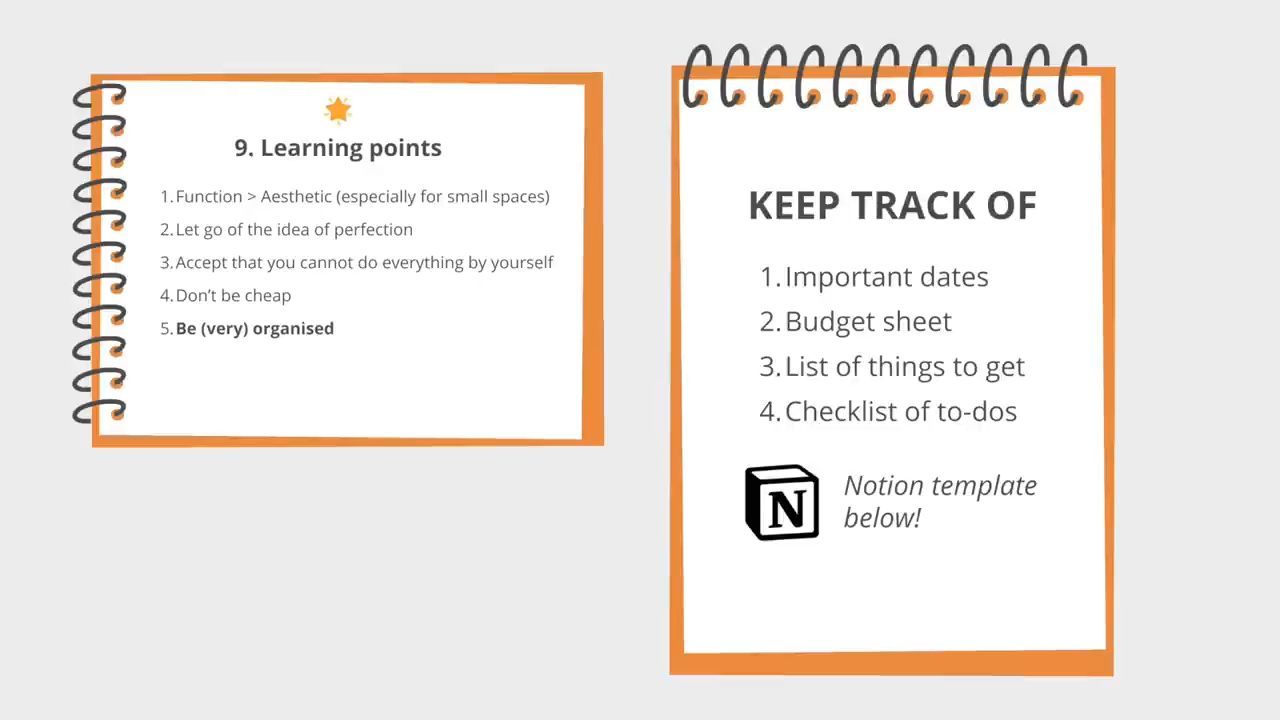 9. Learning points
1. Function > Aesthetic (especially for small spaces)
2. Let go of the idea of perfection
3. Accept that you cannot do everything by yourself
4. Don’t be cheap
5. Be (very) organised
KEEP TRACK OF
1. Important dates
2. Budget sheet
3. List of things to get
4. Checklist of to-dos
N
Notion template
below!